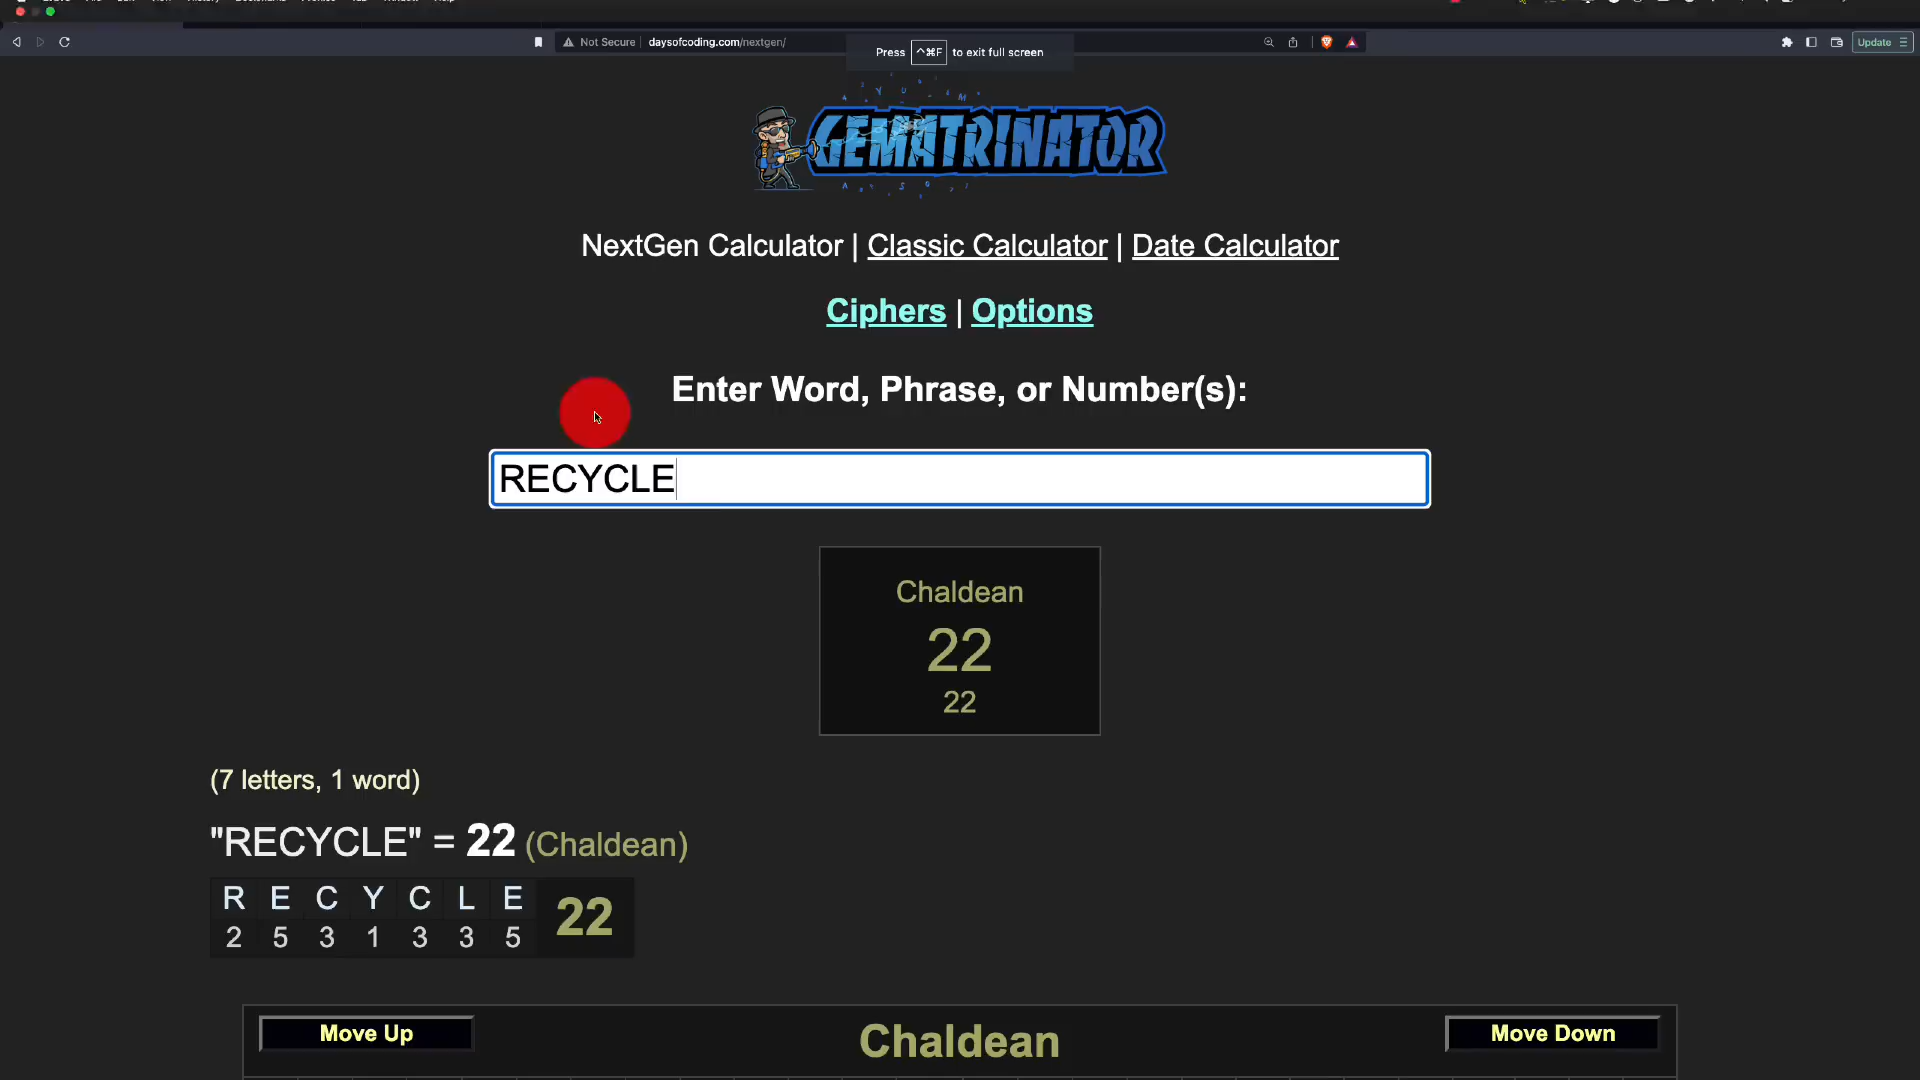 Not Secure | daysofcoding.com/nextgen/
Press ^⌘F to exit full screen
Update
GEMATRINATOR
NextGen Calculator | Classic Calculator | Date Calculator
Ciphers | Options
Enter Word, Phrase, or Number(s):
RECYCLE
Chaldean
22
22
(7 letters, 1 word)
"RECYCLE" = 22 (Chaldean)
R E C Y C L E 22
2 5 3 1 3 3 5
Move Up Chaldean Move Down